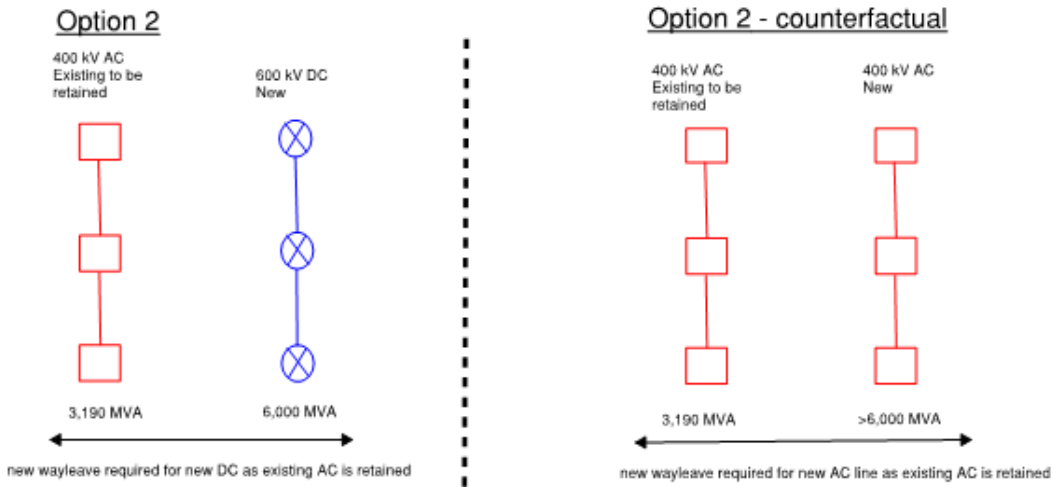 Option 2
400 kV AC
Existing to be
retained
600 kV DC
New
3,190 MVA
6,000 MVA
new wayleave required for new DC as existing AC is retained
Option 2 - counterfactual
400 kV AC
Existing to be
retained
400 kV AC
New
3,190 MVA
>6,000 MVA
new wayleave required for new AC line as existing AC is retained